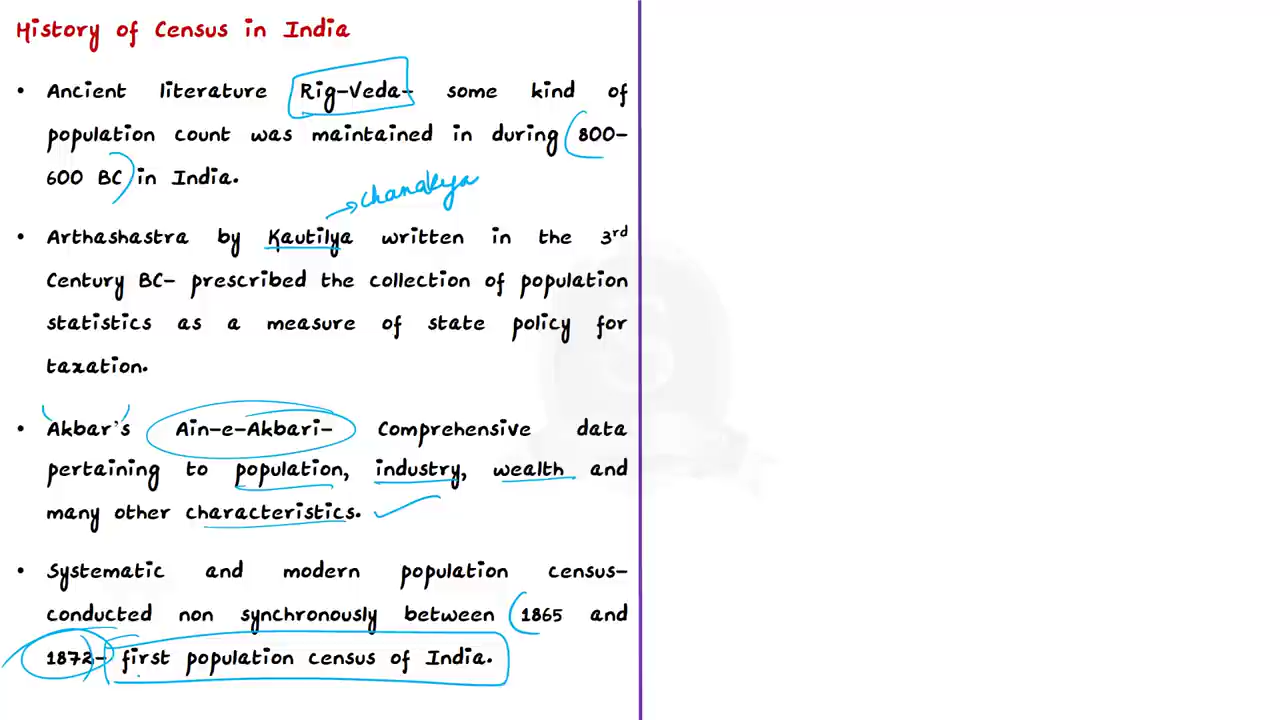 History of Census in India
• Ancient literature Rig-Veda- some kind of
population count was maintained in during 800-
600 BC in India.
Chanakya
• Arthashastra by Kautilya written in the 3rd
Century BC- prescribed the collection of population
statistics as a measure of state policy for
taxation.
• Akbar's Ain-e-Akbari- Comprehensive data
pertaining to population, industry, wealth and
many other characteristics.
• Systematic and modern population census-
conducted non synchronously between 1865 and
1872- first population census of India.